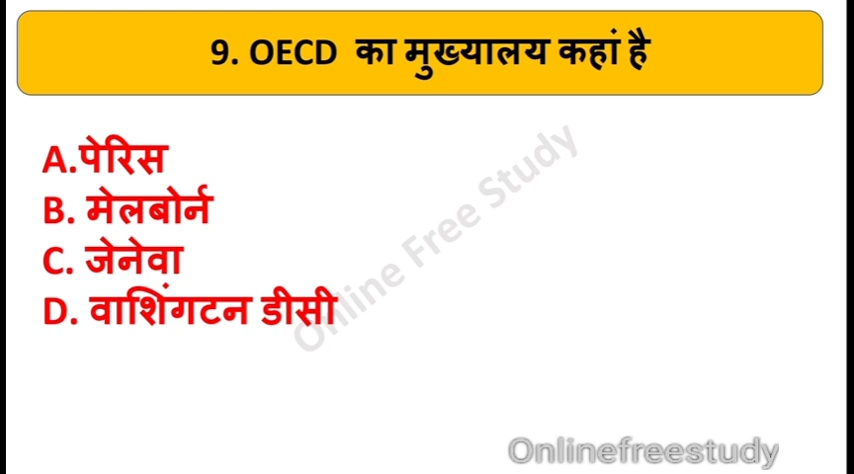 9. OECD का मुख्यालय कहां है
A.पेरिस
B. मेलबोर्न
C. जेनेवा
D. वाशिंगटन डीसी
Online Free Study
Onlinefreestudy